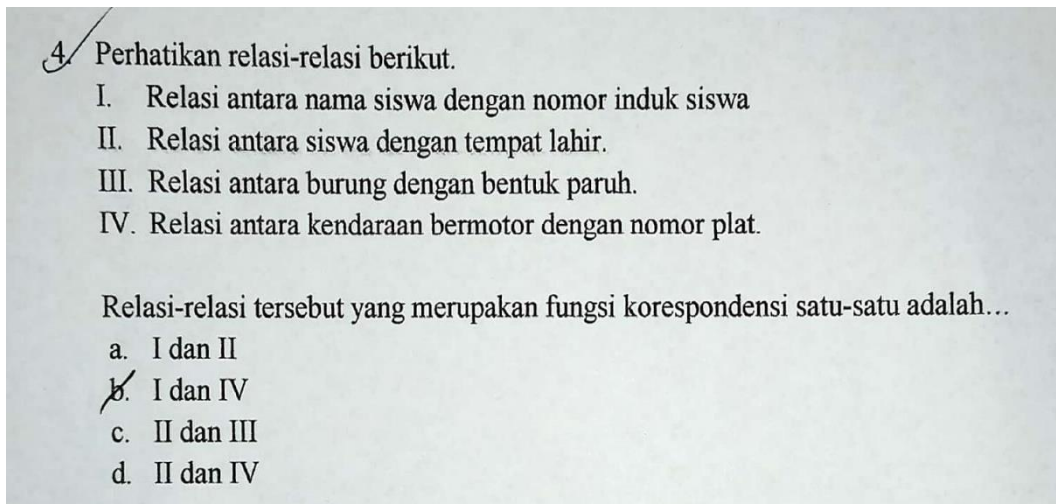 4. Perhatikan relasi-relasi berikut.
I. Relasi antara nama siswa dengan nomor induk siswa
II. Relasi antara siswa dengan tempat lahir.
III. Relasi antara burung dengan bentuk paruh.
IV. Relasi antara kendaraan bermotor dengan nomor plat.
Relasi-relasi tersebut yang merupakan fungsi korespondensi satu-satu adalah…
a. I dan II
b. I dan IV
c. II dan III
d. II dan IV